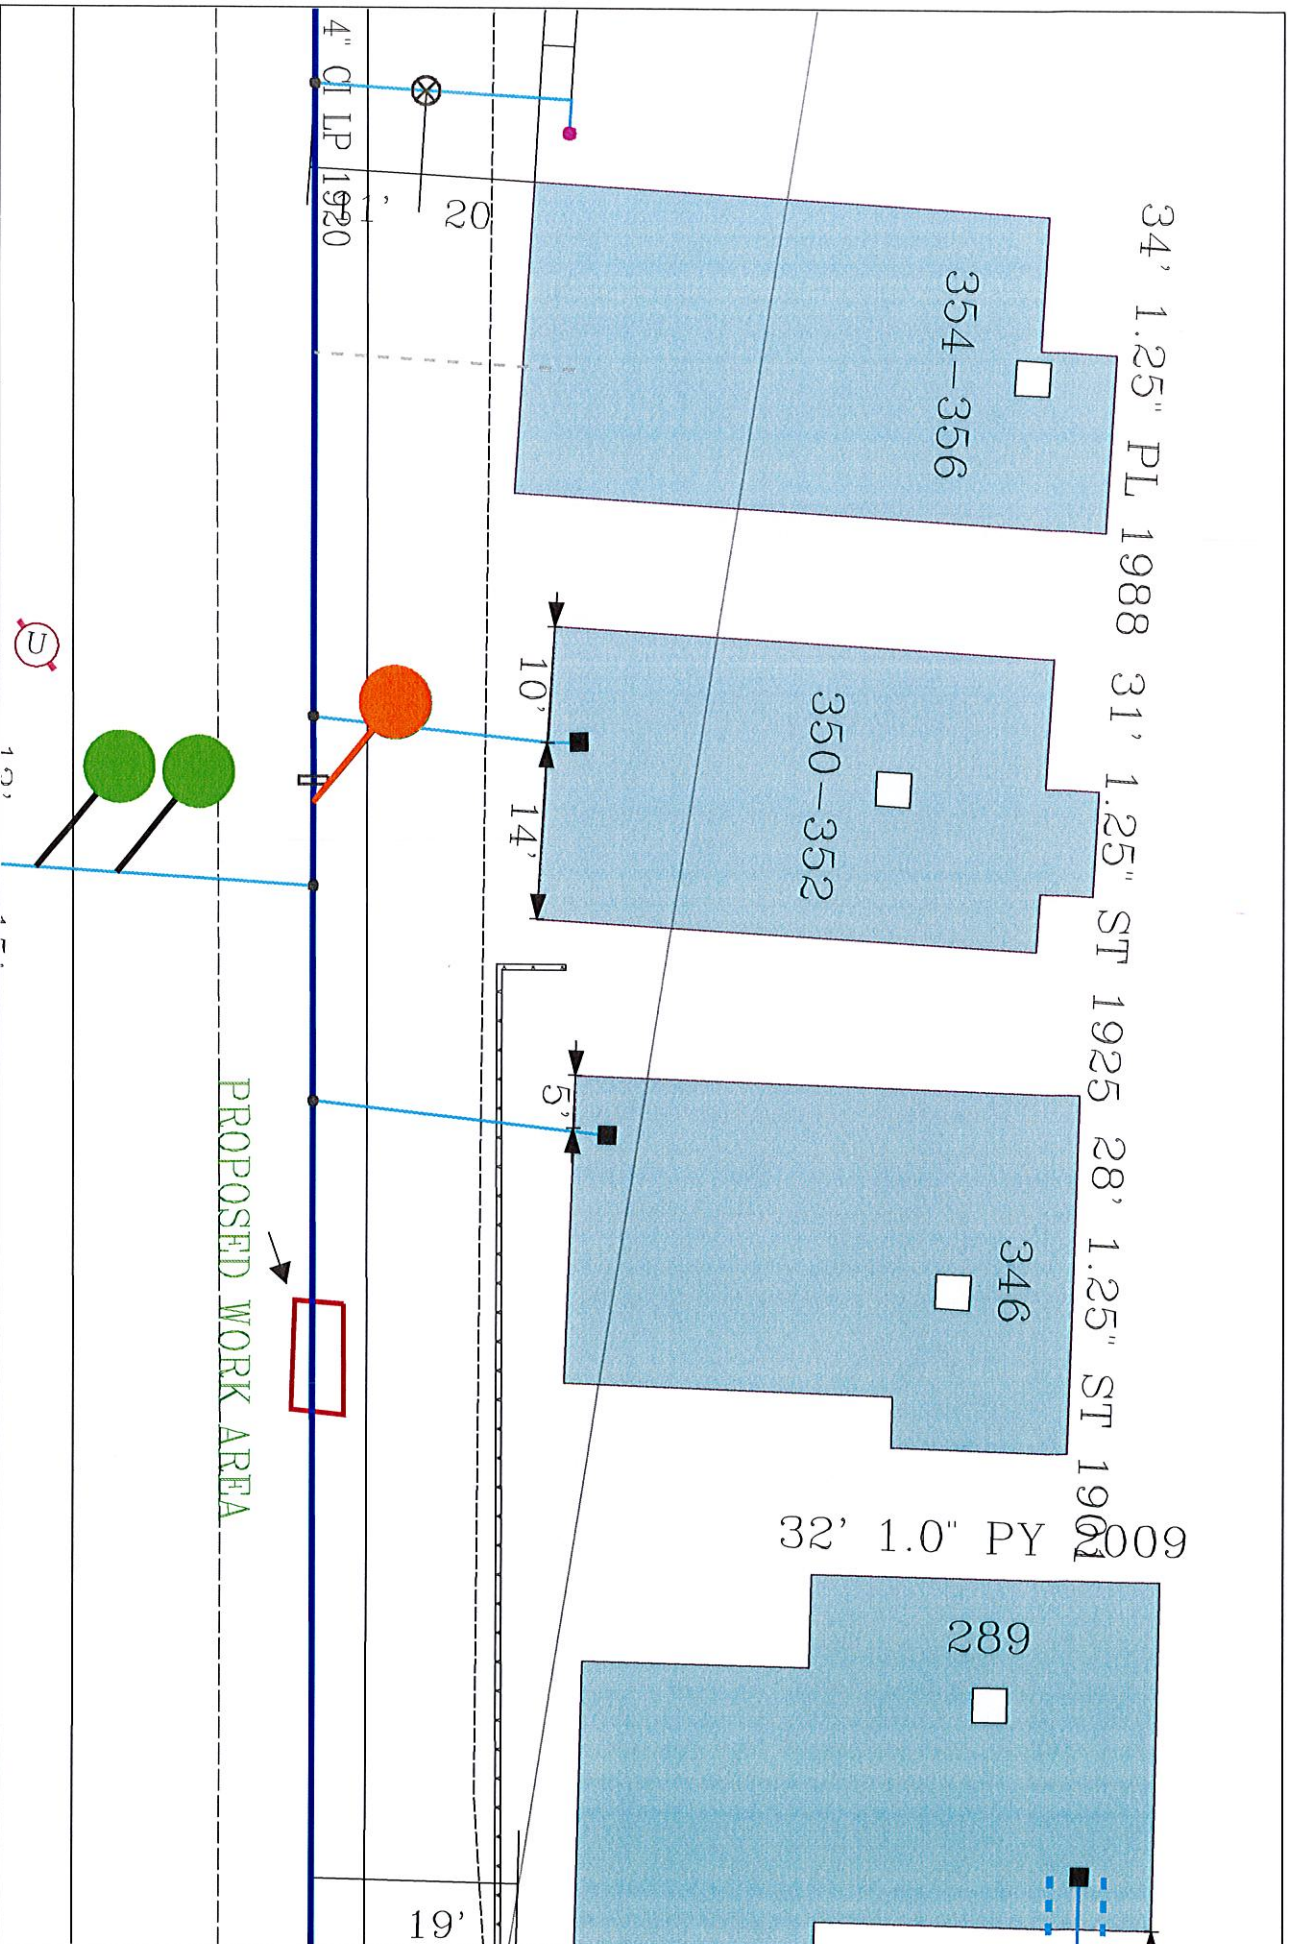 34' 1.25" PL 1988
31' 1.25" ST 1925
28' 1.25" ST 1901
4" CI LP 1920
20
354-356
350-352
10'
14'
346
5'
U
PROPOSED WORK AREA
32' 1.0" PY 2009
289
19'